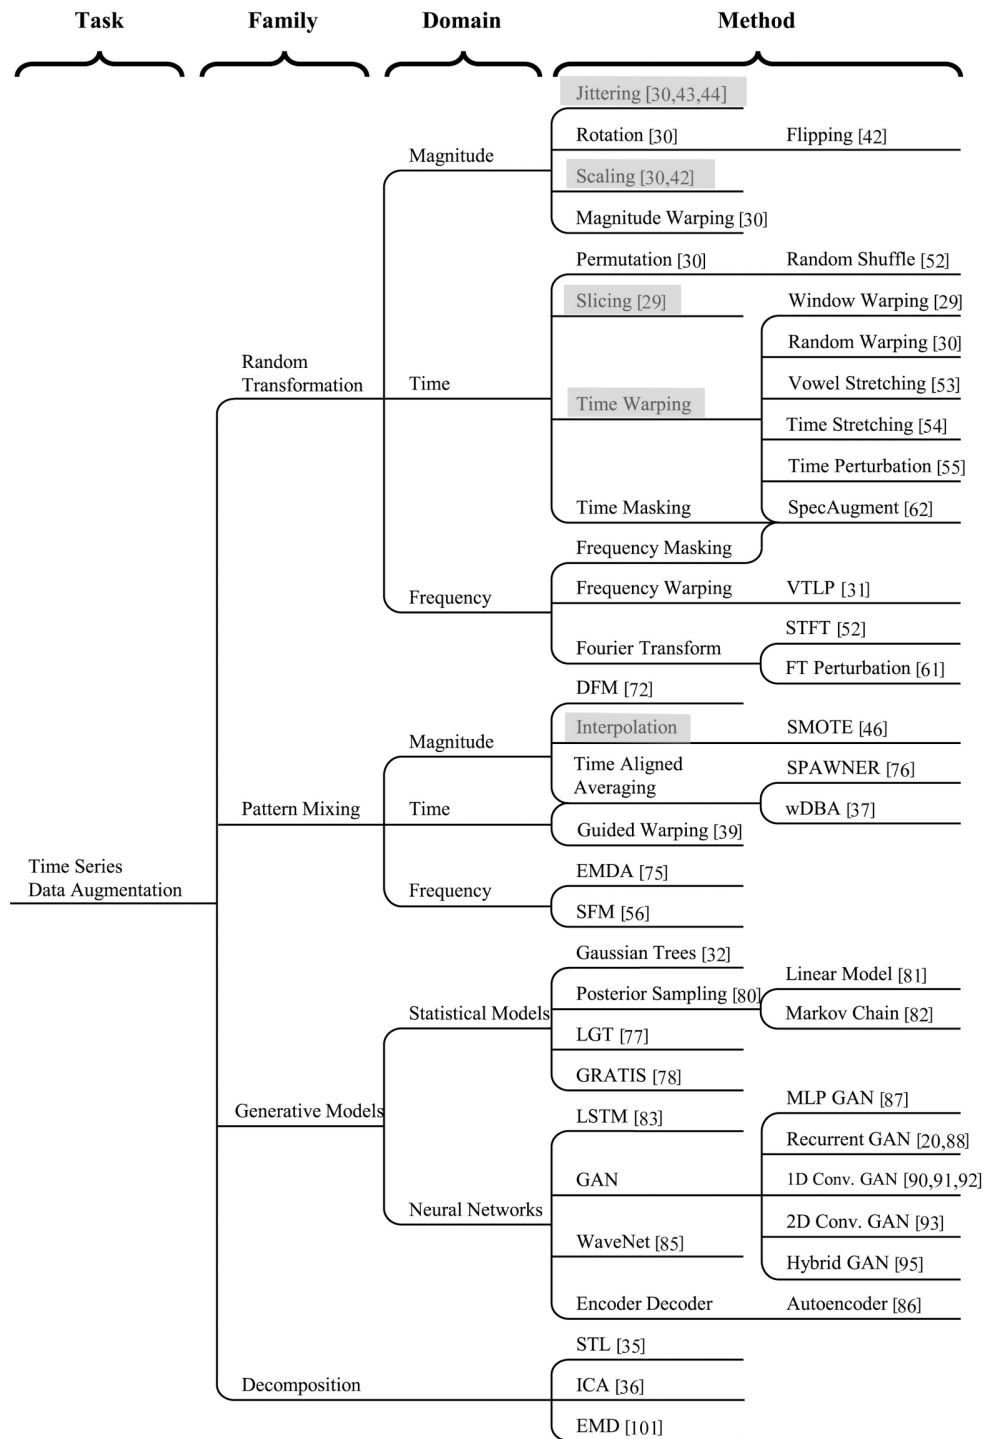 Task Family Domain Method
Jittering [30,43,44]
Rotation [30] Flipping [42]
Magnitude
Scaling [30,42]
Magnitude Warping [30]
Permutation [30] Random Shuffle [52]
Slicing [29] Window Warping [29]
Random Warping [30]
Random
Transformation
Time
Vowel Stretching [53]
Time Warping
Time Stretching [54]
Time Perturbation [55]
Time Masking SpecAugment [62]
Frequency Masking
Frequency Warping VTLP [31]
Frequency
STFT [52]
Fourier Transform
FT Perturbation [61]
DFM [72]
Interpolation SMOTE [46]
Magnitude
Time Aligned
Averaging
SPAWNER [76]
Pattern Mixing
Time
wDBA [37]
Guided Warping [39]
Time Series
Data Augmentation
EMDA [75]
Frequency
SFM [56]
Gaussian Trees [32]
Linear Model [81]
Posterior Sampling [80]
Statistical Models
Markov Chain [82]
LGT [77]
GRATIS [78]
Generative Models
MLP GAN [87]
LSTM [83]
Recurrent GAN [20,88]
GAN 1D Conv. GAN [90,91,92]
Neural Networks
2D Conv. GAN [93]
WaveNet [85]
Hybrid GAN [95]
Encoder Decoder Autoencoder [86]
STL [35]
Decomposition ICA [36]
EMD [101]